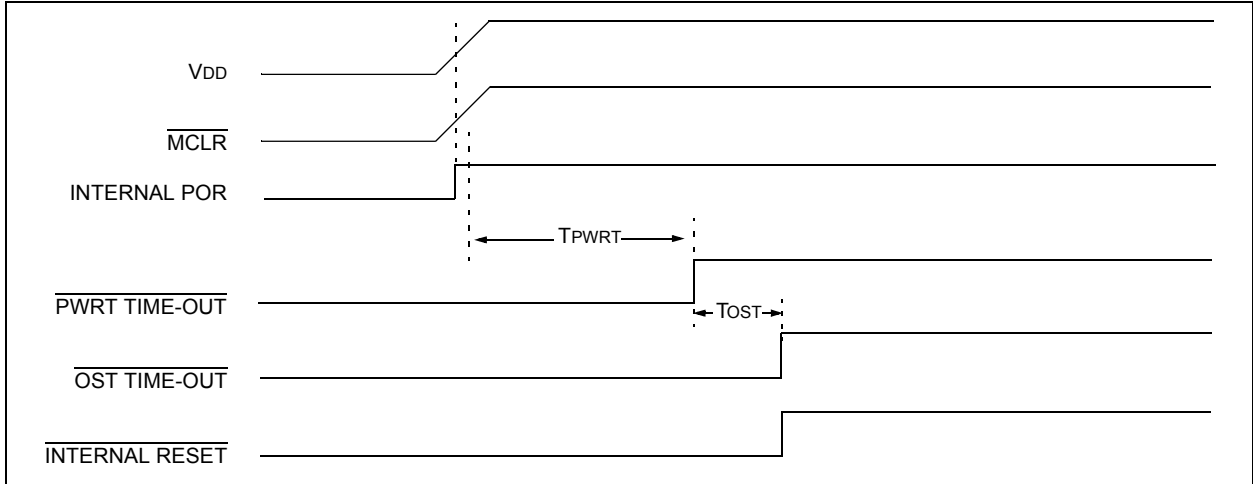 VDD
MCLR
INTERNAL POR
TPWRT
PWRT TIME-OUT
TOST
OST TIME-OUT
INTERNAL RESET